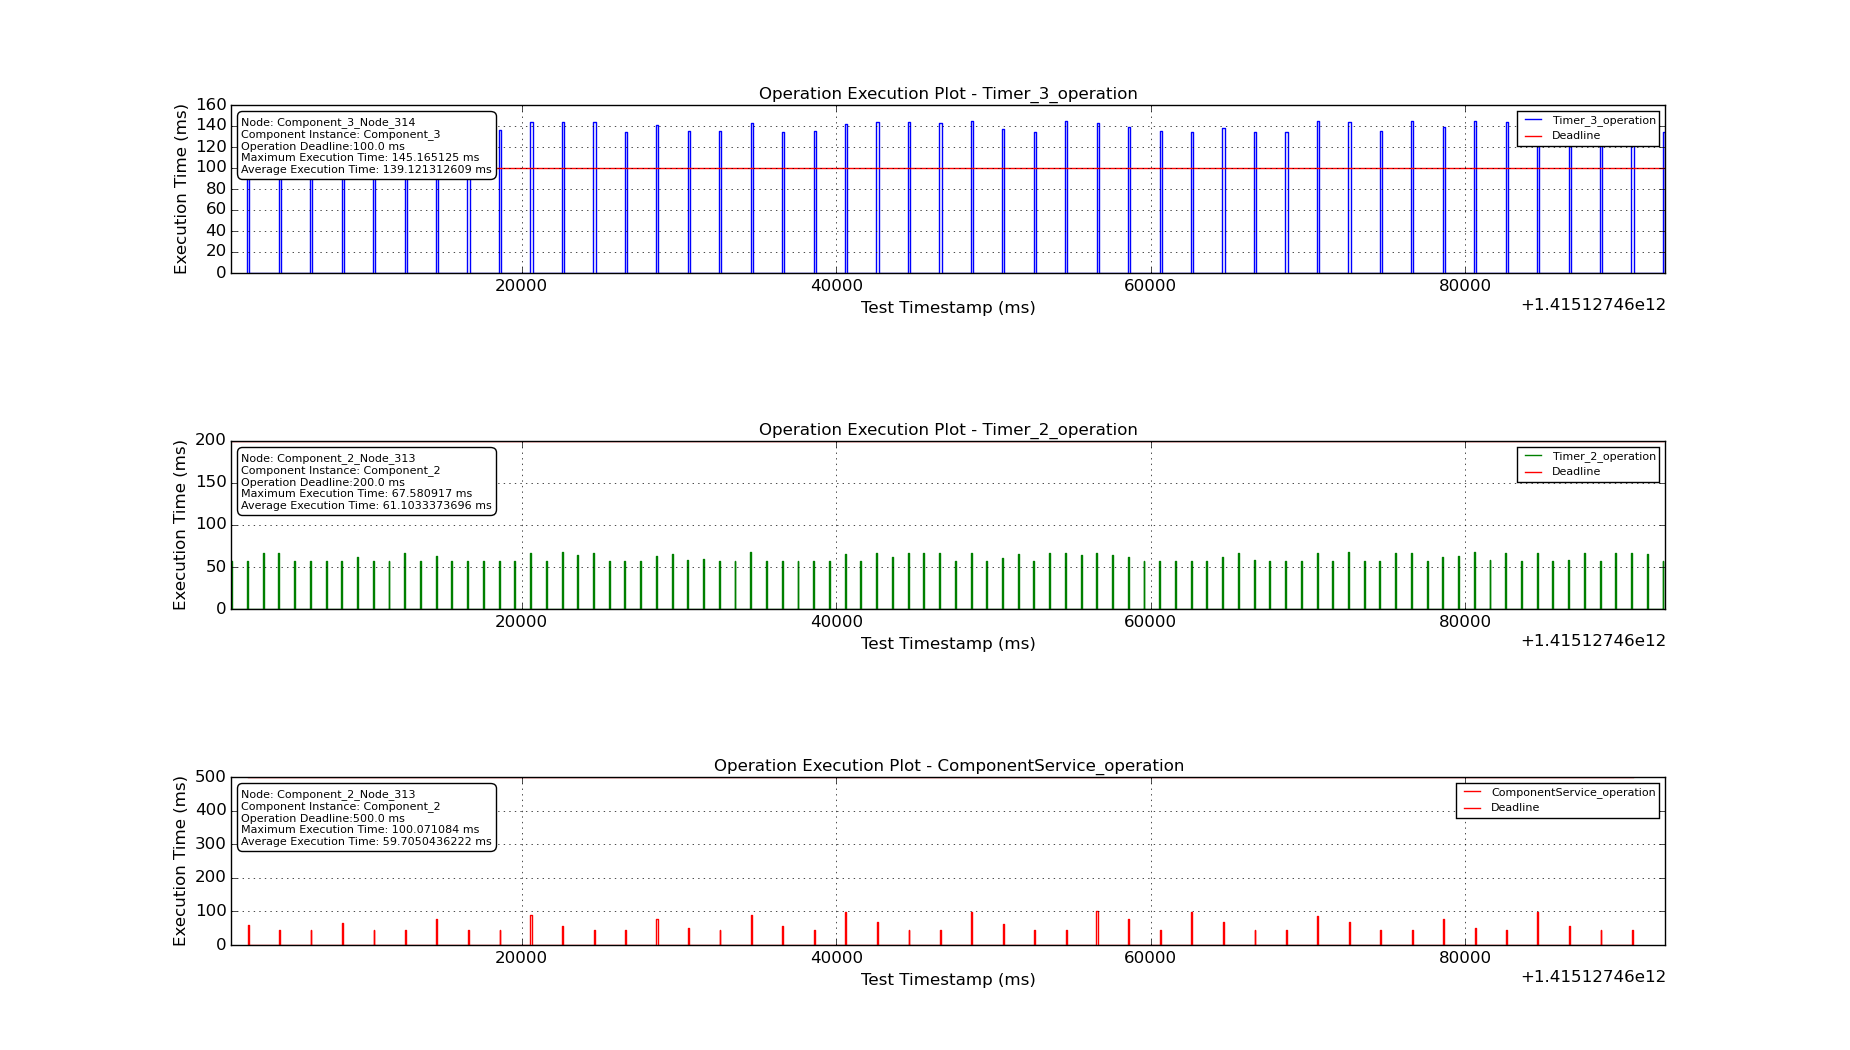 Operation Execution Plot - Timer_3_operation
Execution Time (ms)
160
140
120
100
80
60
40
20
0
Node: Component_3_Node_314
Component Instance: Component_3
Operation Deadline:100.0 ms
Maximum Execution Time: 145.165125 ms
Average Execution Time: 139.121312609 ms
Timer_3_operation
Deadline
20000 40000 60000 80000
+1.41512746e12
Test Timestamp (ms)
Operation Execution Plot - Timer_2_operation
Execution Time (ms)
200
150
100
50
0
Node: Component_2_Node_313
Component Instance: Component_2
Operation Deadline:200.0 ms
Maximum Execution Time: 67.580917 ms
Average Execution Time: 61.1033373696 ms
Timer_2_operation
Deadline
20000 40000 60000 80000
+1.41512746e12
Test Timestamp (ms)
Operation Execution Plot - ComponentService_operation
Execution Time (ms)
500
400
300
200
100
0
Node: Component_2_Node_313
Component Instance: Component_2
Operation Deadline:500.0 ms
Maximum Execution Time: 100.071084 ms
Average Execution Time: 59.7050436222 ms
ComponentService_operation
Deadline
20000 40000 60000 80000
+1.41512746e12
Test Timestamp (ms)